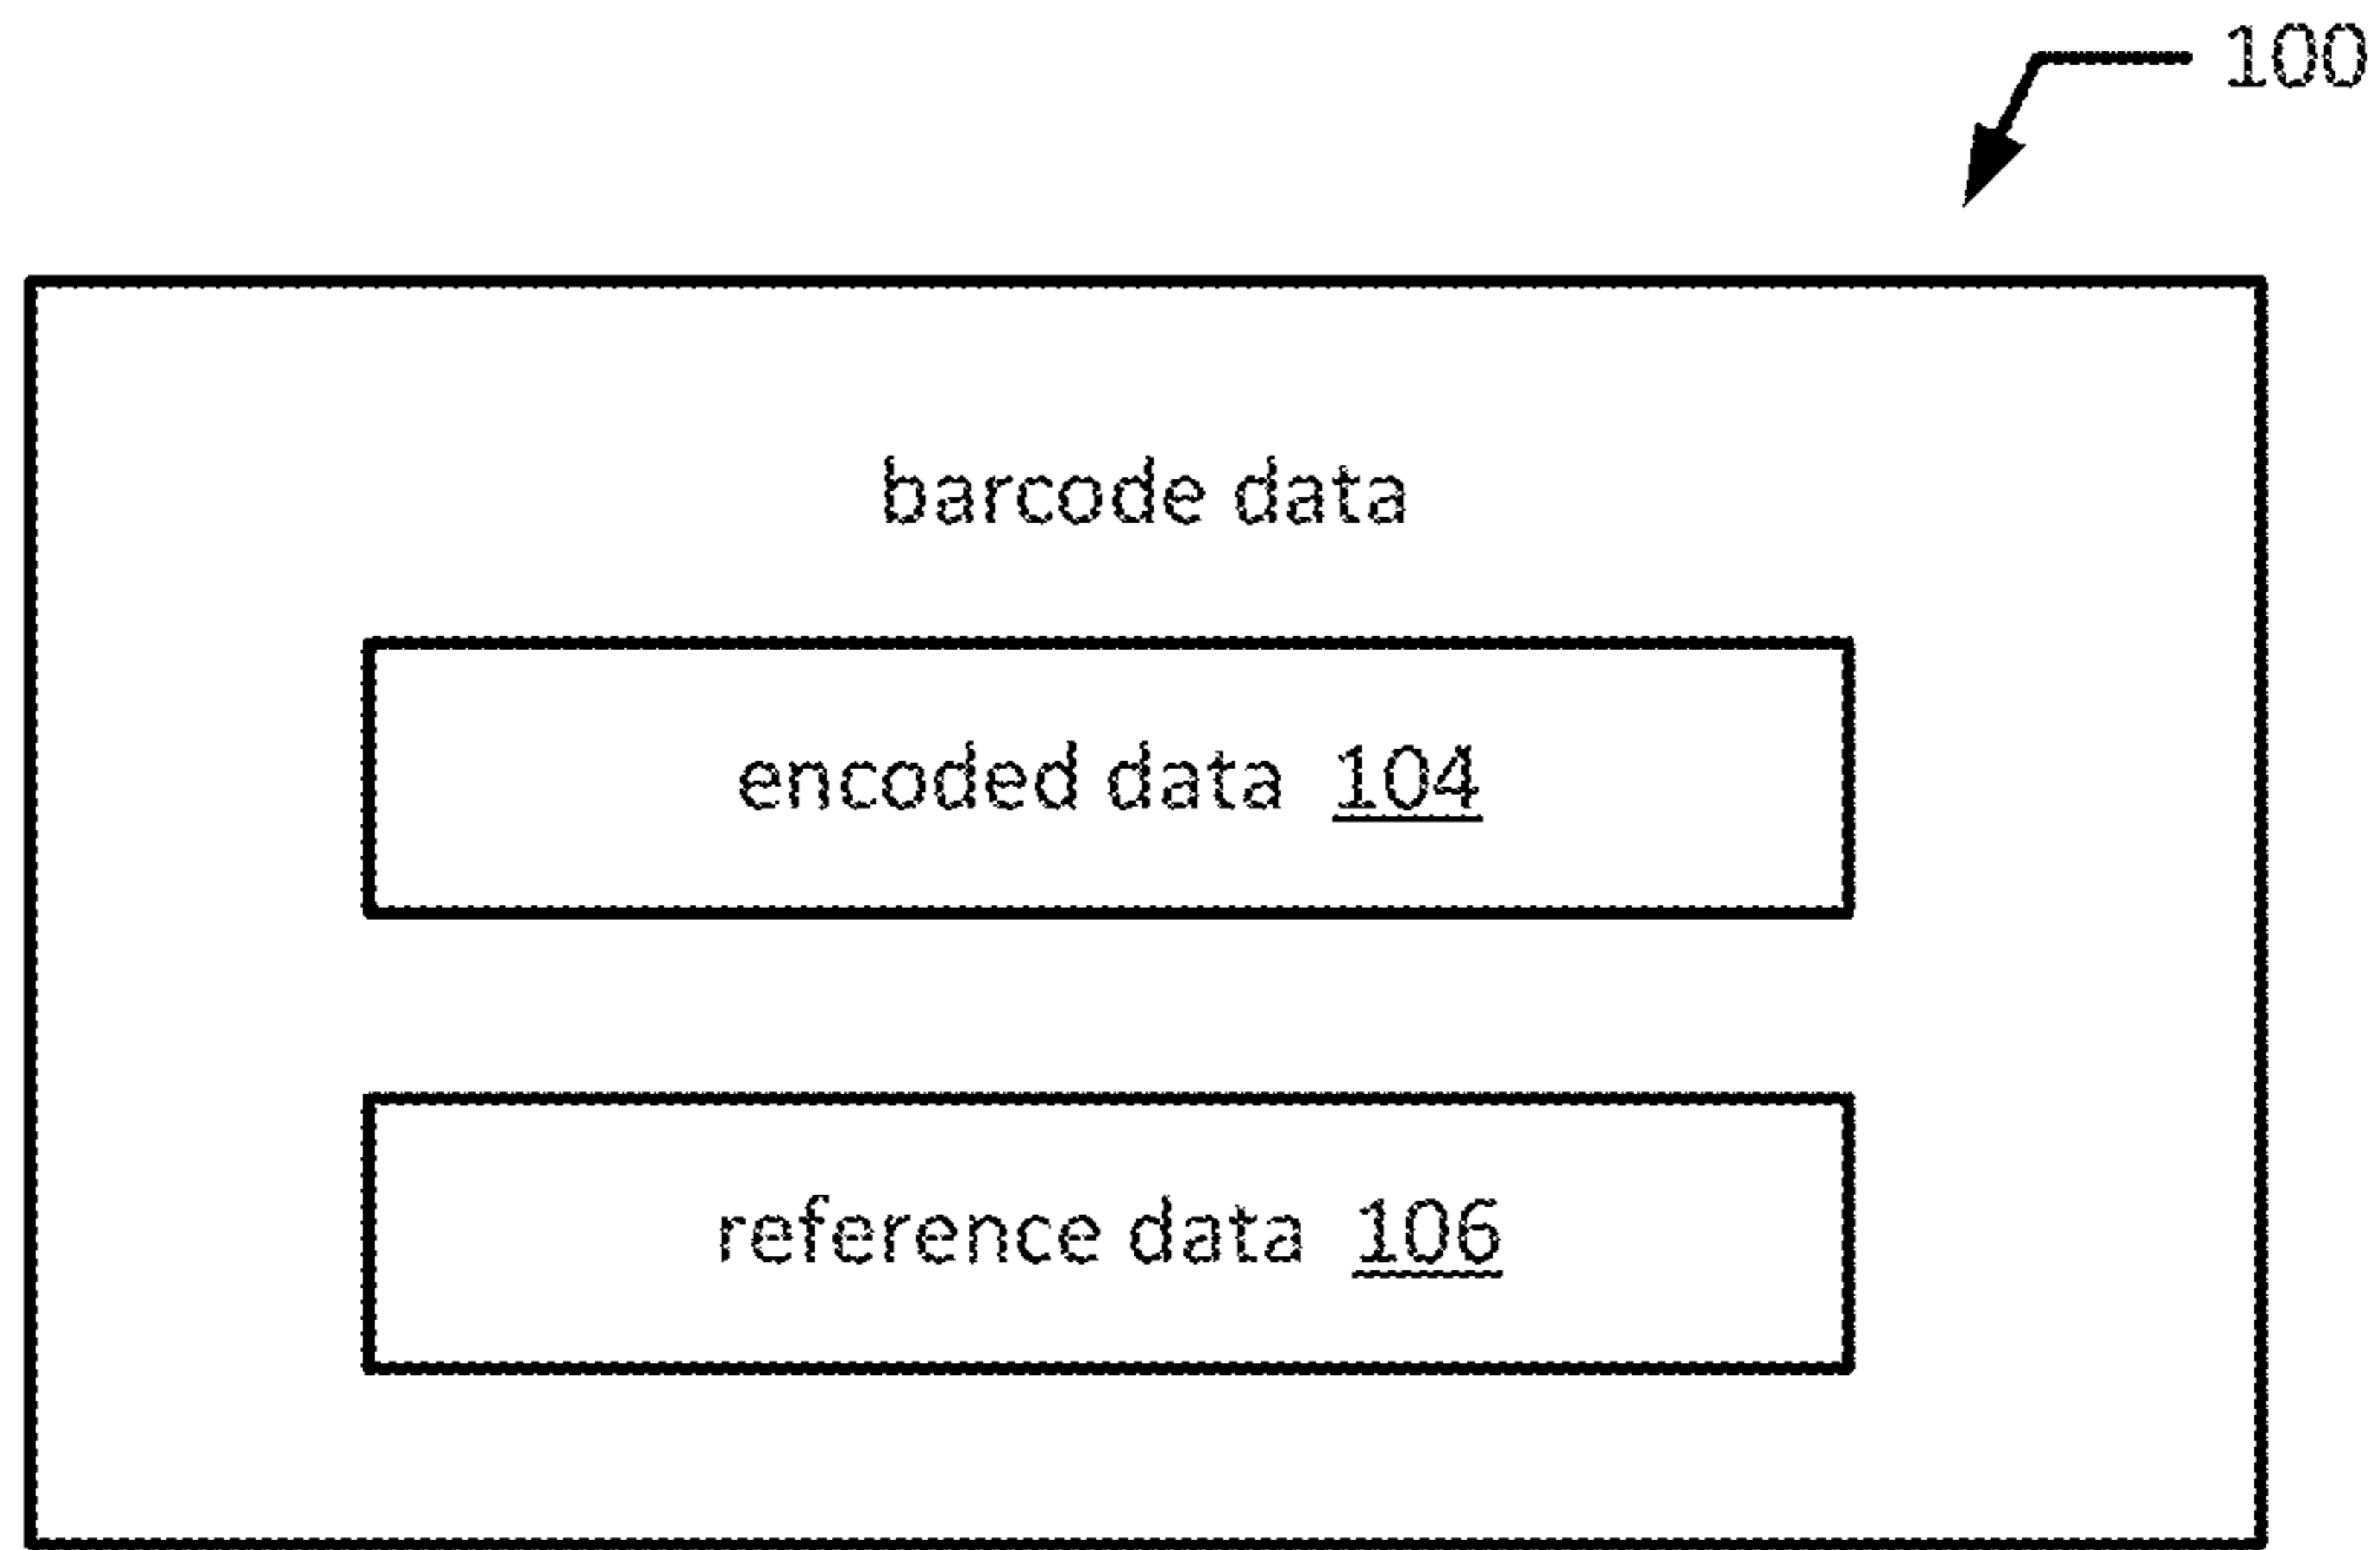 100
barcode data
encoded data 104
reference data 106